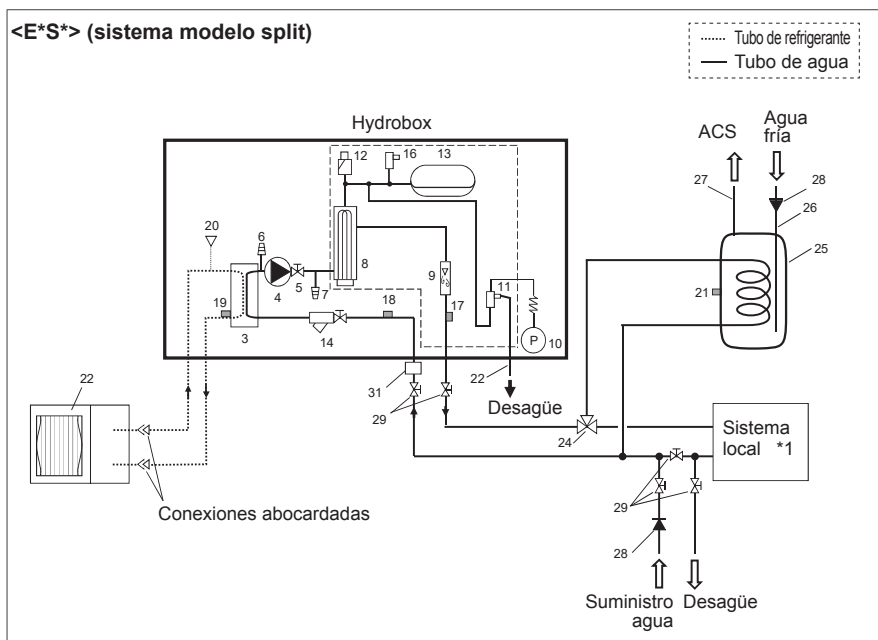 <E*S*> (sistema modelo split)
Tubo de refrigerante
Tubo de agua
Hydrobox
ACS
Agua
fría
12
16
13
27
28
26
20
6
25
8
9
11
21
5
7
4
19
18
17
3
14
P
10
22
31
22
29
Desagüe
24
Sistema
local *1
Conexiones abocardadas
29
28
Suministro
agua
Desagüe